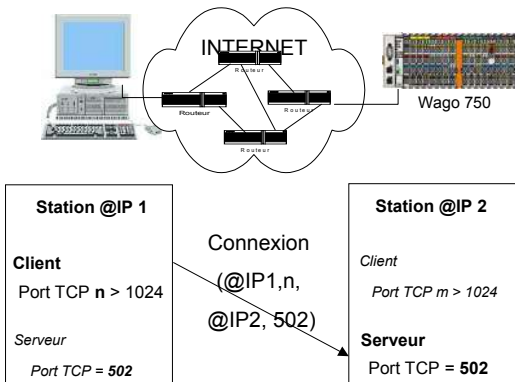 INTERNET
Routeur
Routeur
Routeur
Routeur
Wago 750
Station @IP 1
Client
Port TCP n > 1024
Serveur
Port TCP = 502
Connexion
(@IP1,n,
@IP2, 502)
Station @IP 2
Client
Port TCP m > 1024
Serveur
Port TCP = 502